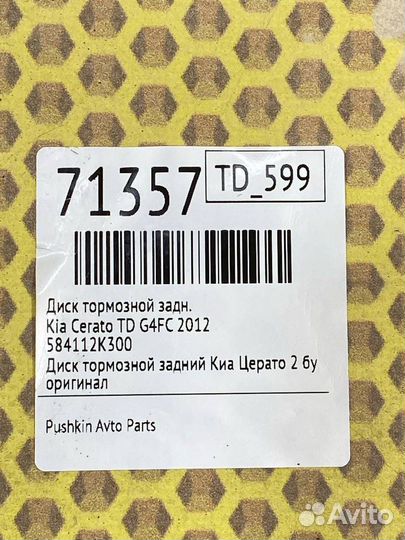 71357
TD_599
Диск тормозной задн.
Kia Cerato TD G4FC 2012
584112K300
Диск тормозной задний Киа Церато 2 бу
оригинал
Pushkin Avto Parts
Avito